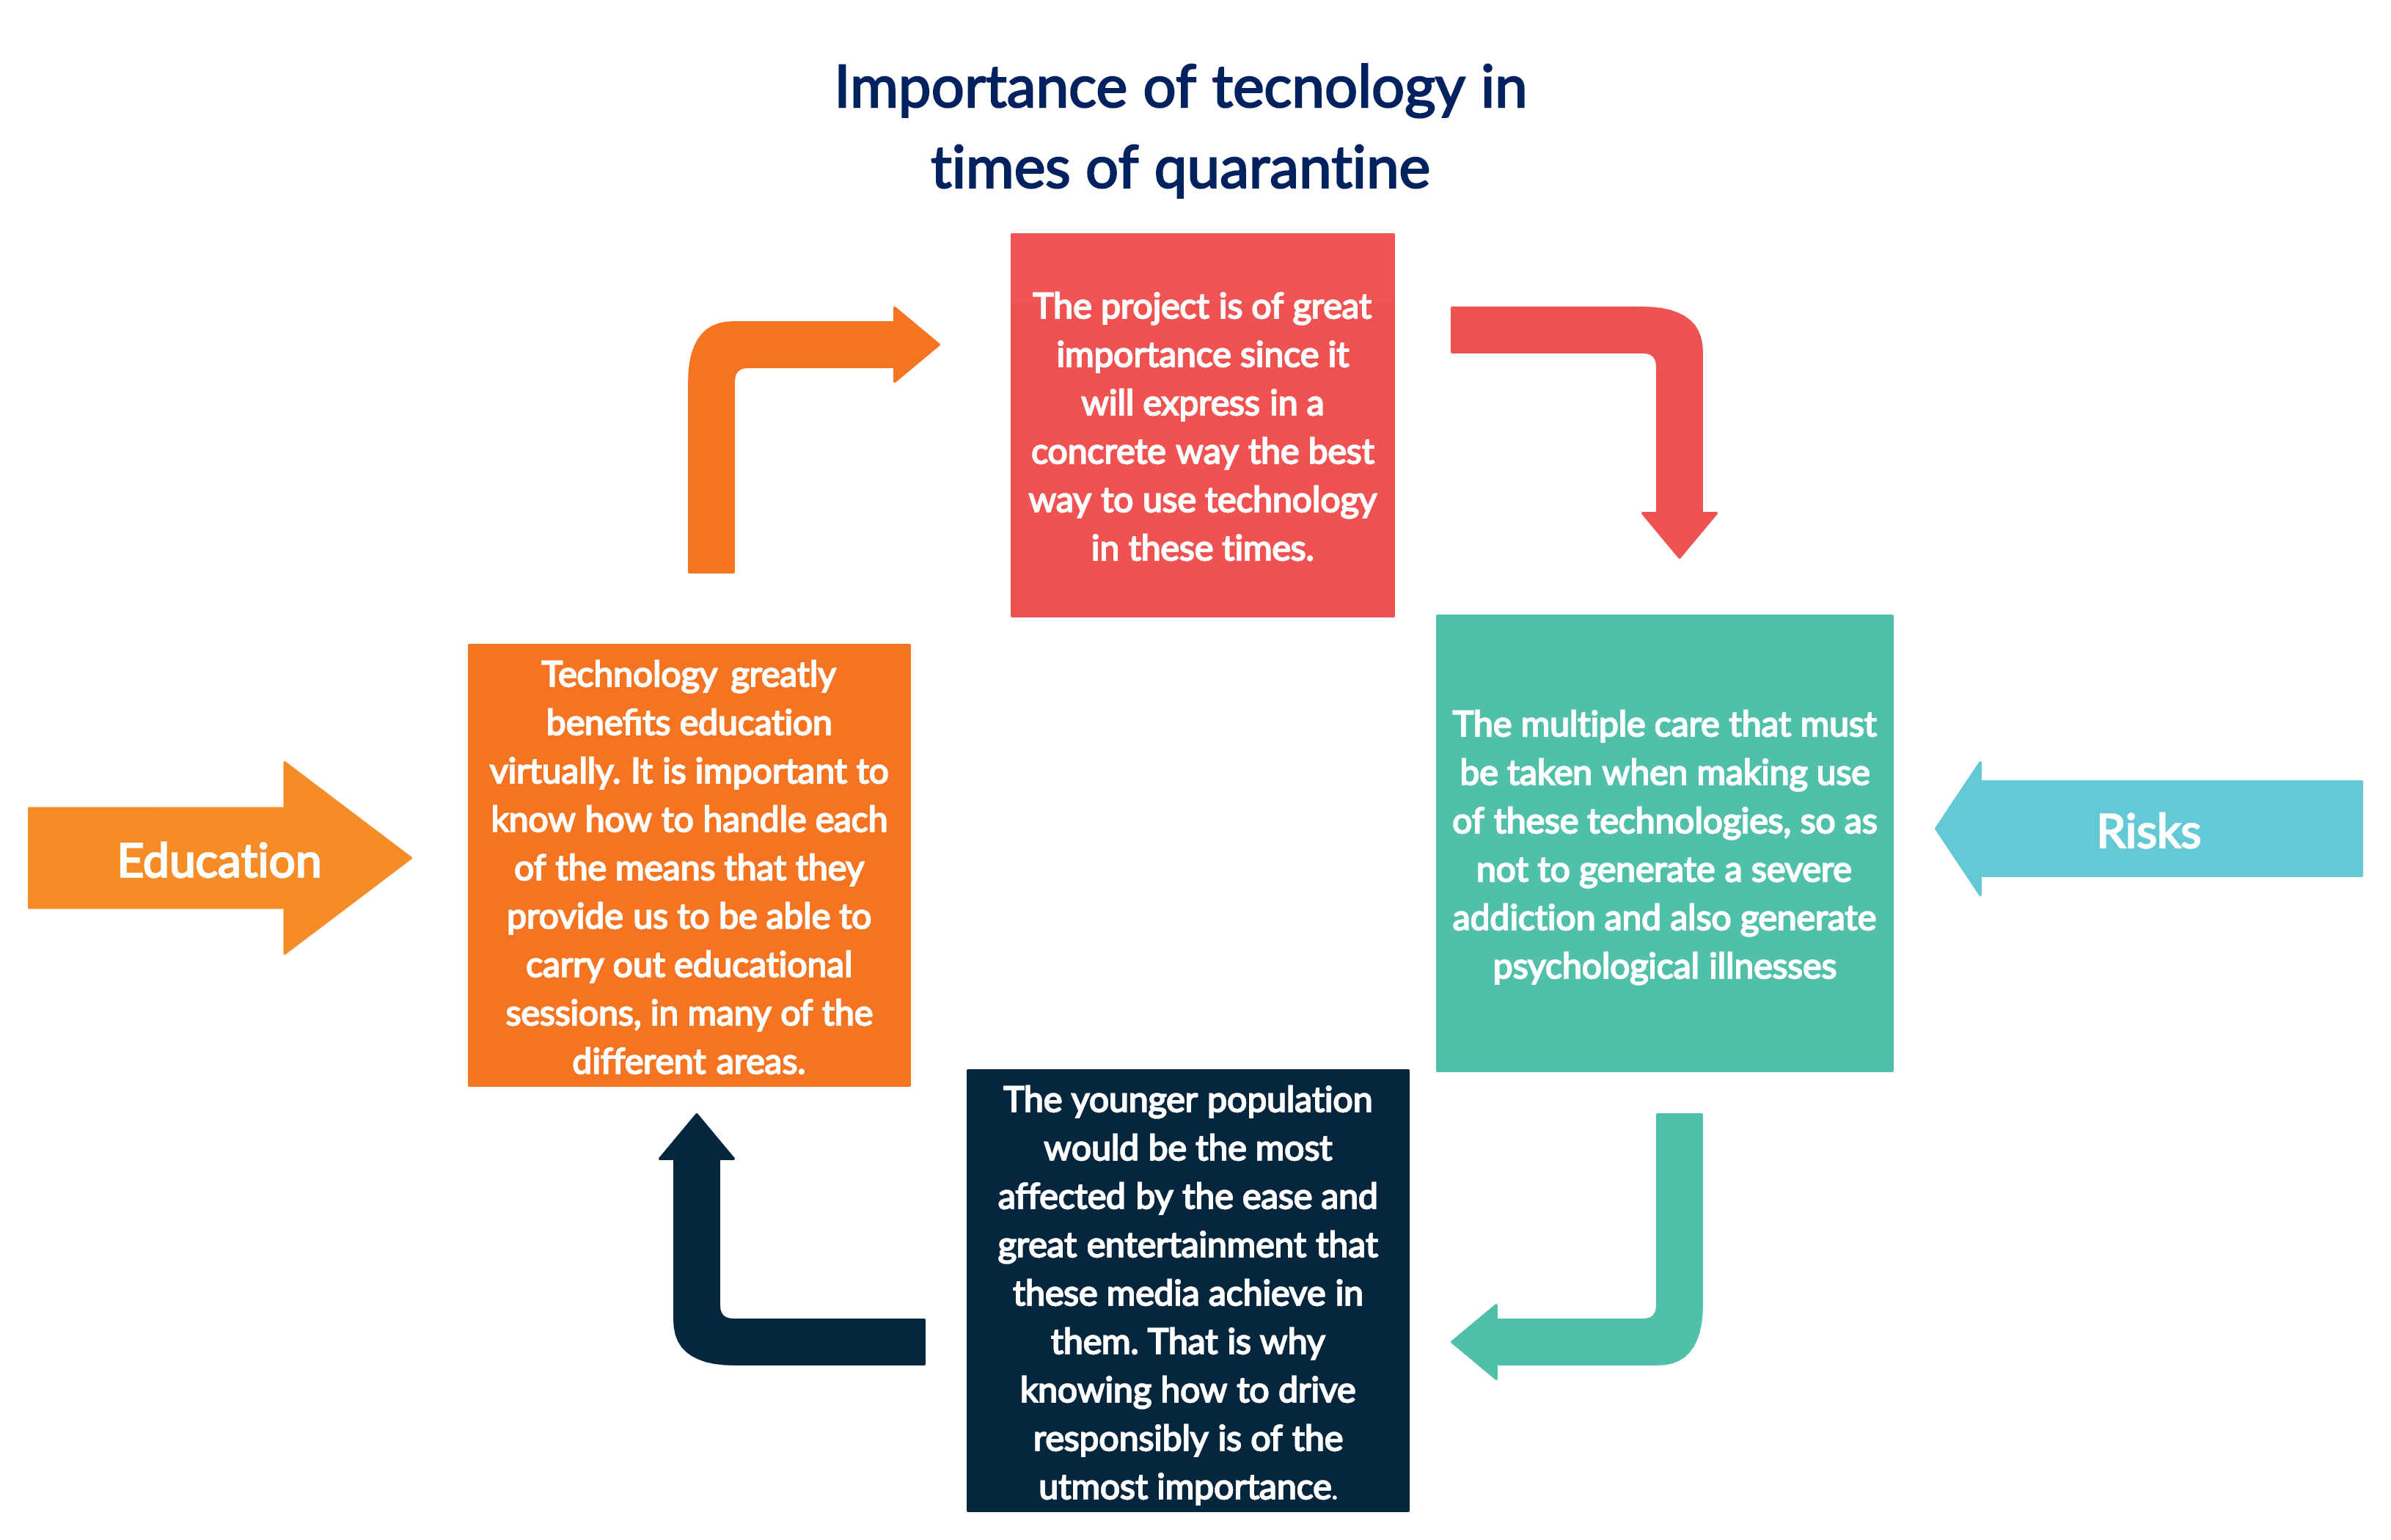 Importance of tecnology in
times of quarantine
The project is of great
importance since it
will express in a
concrete way the best
way to use technology
in these times.
Technology greatly
benefits education
virtually. It is important to
know how to handle each
of the means that they
provide us to be able to
carry out educational
sessions, in many of the
different areas.
The multiple care that must
be taken when making use
of these technologies, so as
not to generate a severe
addiction and also generate
psychological illnesses
Education
Risks
The younger population
would be the most
affected by the ease and
great entertainment that
these media achieve in
them. That is why
knowing how to drive
responsibly is of the
utmost importance.